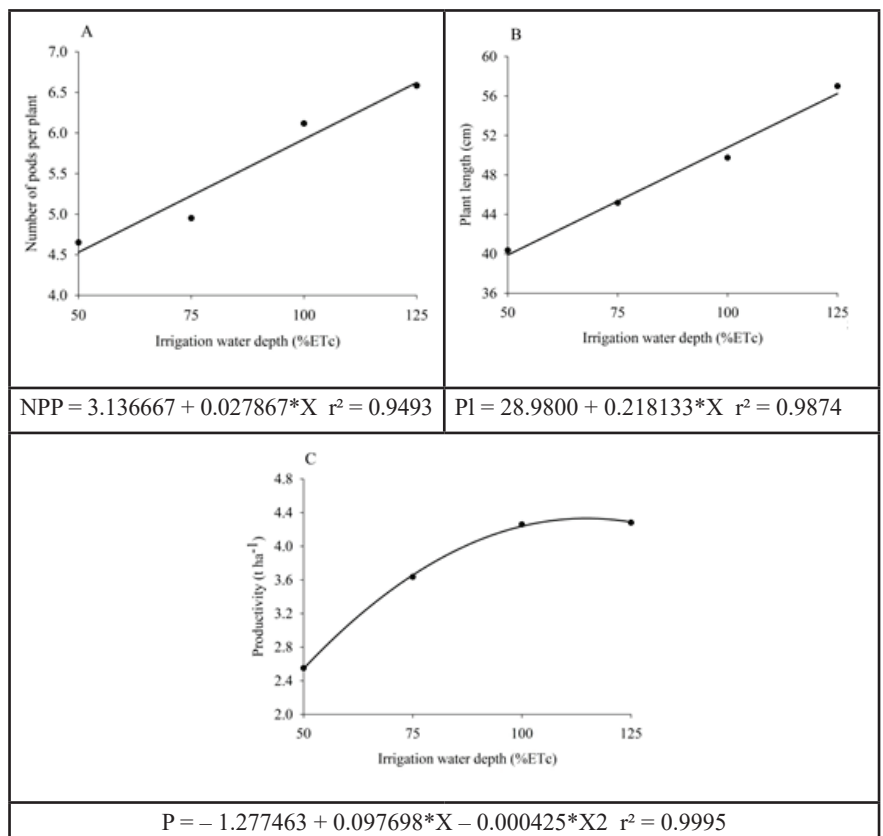 A
7.0
6.5
6.0
5.5
5.0
4.5
4.0
Number of pods per plant
50 75 100 125
Irrigation water depth (%ETc)
NPP = 3.136667 + 0.027867*X r² = 0.9493
B
60
56
52
48
44
40
36
Plant length (cm)
50 75 100 125
Irrigation water depth (%ETc)
Pl = 28.9800 + 0.218133*X r² = 0.9874
C
4.8
4.4
4.0
3.6
3.2
2.8
2.4
2.0
Productivity (t ha⁻¹)
50 75 100 125
Irrigation water depth (%ETc)
P = – 1.277463 + 0.097698*X – 0.000425*X2 r² = 0.9995